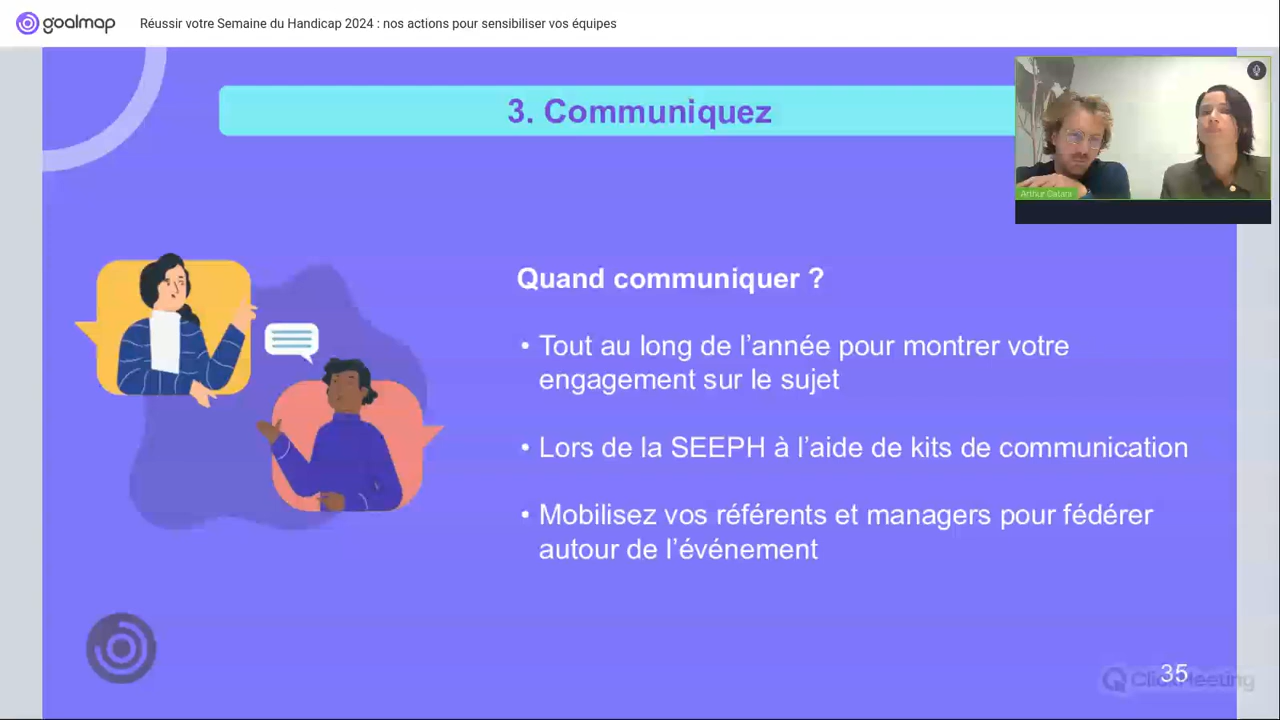 goalmap
Réussir votre Semaine du Handicap 2024 : nos actions pour sensibiliser vos équipes
3. Communiquez
Quand communiquer ?
• Tout au long de l’année pour montrer votre
engagement sur le sujet
• Lors de la SEEPH à l’aide de kits de communication
• Mobilisez vos référents et managers pour fédérer
autour de l’événement
35
ClickMeeting